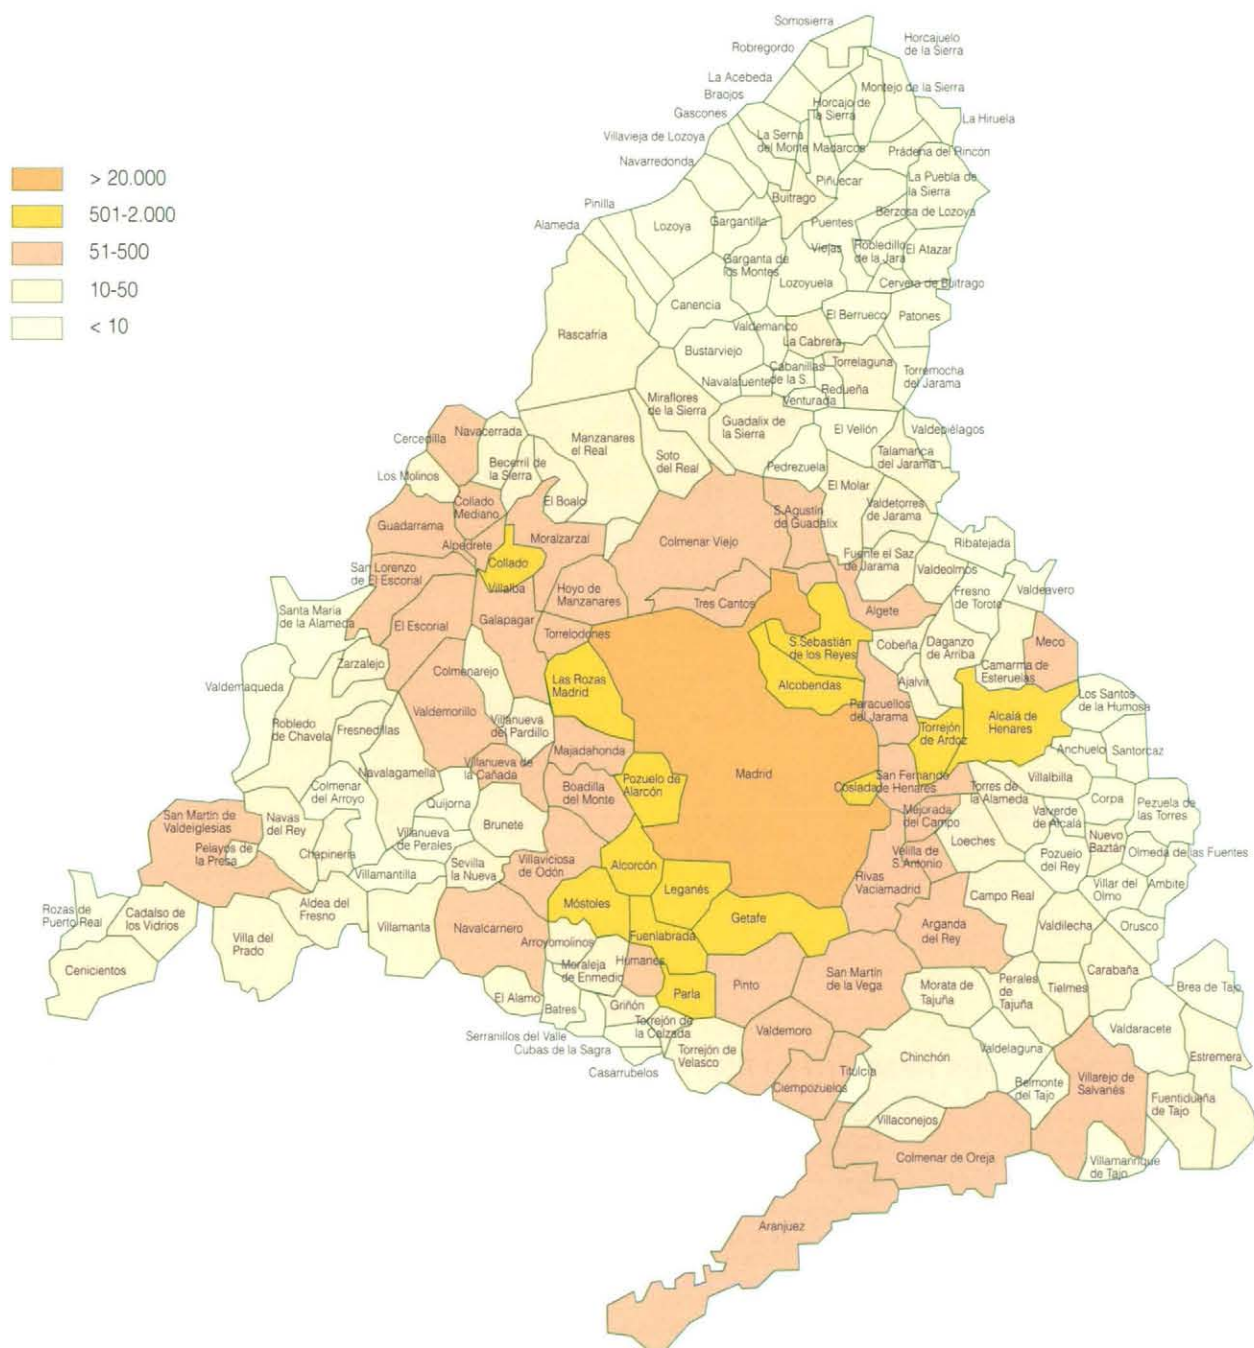 Somosierra
Horcajuelo
de la Sierra
Robregordo
La Acebeda
Montejo de la Sierra
Braojos
Horcajo de
la Sierra
Gascones
La Hiruela
Villavieja de Lozoya
La Serna
del Monte
Madarcos
Prádena del Rincón
Navarredonda
> 20.000
501-2.000
51-500
10-50
< 10
Piñuecar
La Puebla de
la Sierra
Buitrago
Pinilla
Alameda
Lozoya
Gargantilla
Puentes
Viejas
Berzosa de Lozoya
Robledillo
de la Jara
El Atazar
Garganta de
los Montes
Lozoyuela
Cervera de Buitrago
Canencia
El Berrueco
Patones
Rascafría
Valdemanco
La Cabrera
Bustarviejo
Torrelaguna
Cabanillas
de la S.
Torremocha
del Jarama
Navalafuente
Redueña
Venturada
Miraflores
de la Sierra
Guadalix de
la Sierra
El Vellón
Valdepiélagos
Cercedilla
Navacerrada
Manzanares
el Real
Soto
del Real
Talamanca
del Jarama
Los Molinos
Becerril de
la Sierra
Pedrezuela
El Boalo
El Molar
Valdetorres
de Jarama
Collado
Mediano
Guadarrama
S.Agustín
de Guadalix
Moralzarzal
Colmenar Viejo
Ribatejada
Alpedrete
Fuente el Saz
de Jarama
Collado
Villalba
San Lorenzo
de El Escorial
Valdeolmos
Hoyo de
Manzanares
Fresno
de Torote
Valdeavero
Tres Cantos
Algete
Santa María
de la Alameda
El Escorial
Galapagar
Torrelodones
S.Sebastián
de los Reyes
Cobeña
Daganzo
de Arriba
Meco
Zarzalejo
Colmenarejo
Camarma de
Esteruelas
Valdemaqueda
Las Rozas
Madrid
Alcobendas
Ajalvir
Los Santos
de la Humosa
Robledo
de Chavela
Valdemorillo
Paracuellos
del Jarama
Fresnedillas
Villanueva
del Pardillo
Torrejón
de Ardoz
Alcalá de
Henares
Majadahonda
Anchuelo
Santorcaz
Navalagamella
Villanueva de
la Cañada
Madrid
San Fernando
de Henares
Coslada
Villalbilla
Colmenar
del Arroyo
Boadilla
del Monte
Pozuelo de
Alarcón
Torres de
la Alameda
Corpa
Pezuela de
las Torres
Quijorna
Mejorada
del Campo
Valverde
de Alcalá
San Martín de
Valdeiglesias
Navas
del Rey
Brunete
Villanueva
de Perales
Loeches
Nuevo
Baztán
Pelayos de
la Presa
Chapinería
Velilla de
S.Antonio
Pozuelo
del Rey
Olmeda de las Fuentes
Sevilla
la Nueva
Villaviciosa
de Odón
Alcorcón
Villamantilla
Rivas
Vaciamadrid
Villar del
Olmo
Ambite
Leganés
Campo Real
Rozas de
Puerto Real
Cadalso de
los Vidrios
Aldea del
Fresno
Móstoles
Getafe
Villamanta
Navalcarnero
Arganda
del Rey
Valdilecha
Orusco
Villa del
Prado
Fuenlabrada
Arroyomolinos
Humanes
Cenicientos
Moraleja
de Enmedio
San Martín
de la Vega
Carabaña
Pinto
Morata de
Tajuña
Perales
de
Tajuña
Tielmes
Brea de Tajo
Parla
El Alamo
Batres
Griñón
Valdaracete
Estremera
Serranillos del Valle
Torrejón de
la Calzada
Valdemoro
Cubas de la Sagra
Chinchón
Valdelaguna
Torrejón de
Velasco
Casarrubelos
Titulcia
Ciempozuelos
Belmonte
del Tajo
Villarejo de
Salvanés
Fuentidueña
de Tajo
Villaconejos
Colmenar de Oreja
Villamanrique
de Tajo
Aranjuez